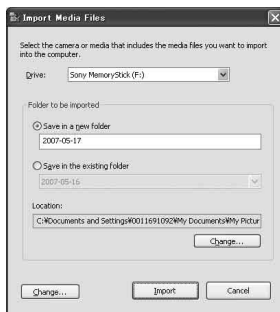 Import Media Files
Select the camera or media that includes the media files you want to import
into the computer.
Drive: Sony MemoryStick (F:)
Folder to be imported
Save in a new folder
2007-05-17
Save in the existing folder
2007-05-16
Location:
C:¥Documents and Settings¥0011691092¥My Documents¥My Pictur
Change...
Change... Import Cancel